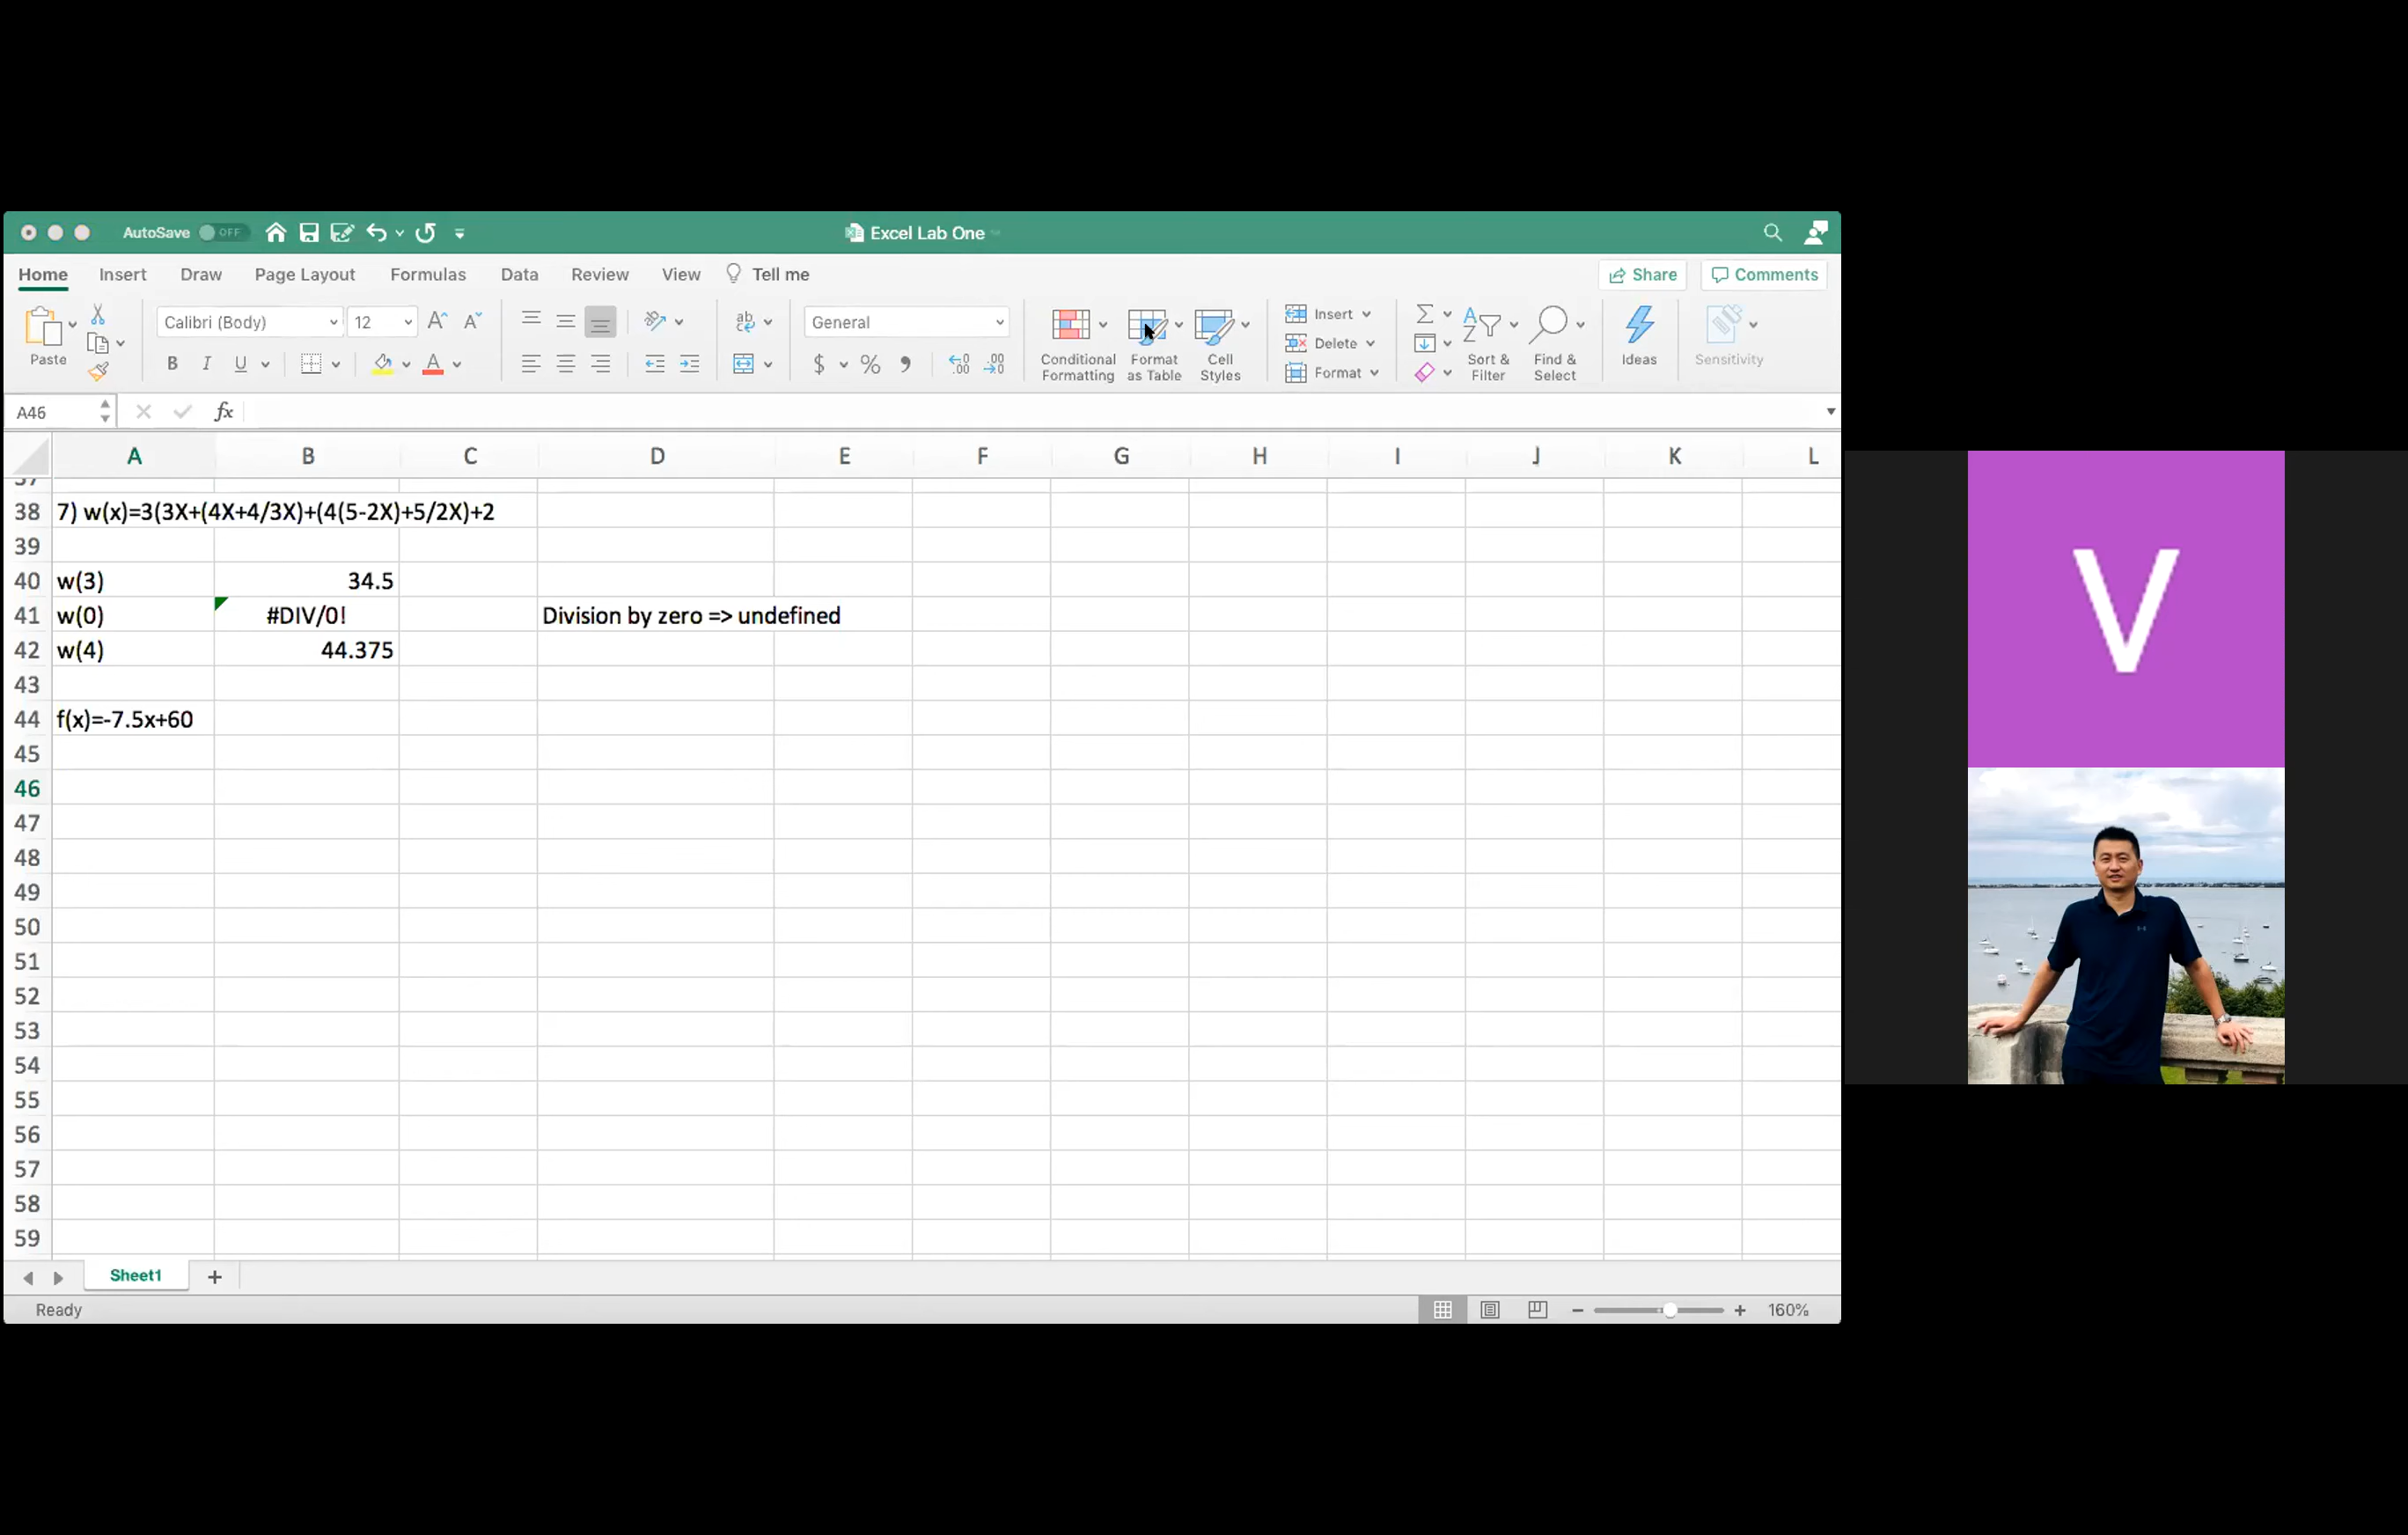 AutoSave OFF
Excel Lab One
Home Insert Draw Page Layout Formulas Data Review View Tell me
Share Comments
Paste
Calibri (Body) 12
B I U A
ab
General
$ % 9
Conditional Formatting
Format as Table
Cell Styles
Insert
Delete
Format
Sort & Filter
Find & Select
Ideas
Sensitivity
A46 fx
A B C D E F G H I J K L
37
38 7) w(x)=3(3X+(4X+4/3X)+(4(5-2X)+5/2X)+2
39
40 w(3) 34.5
41 w(0) #DIV/0! Division by zero => undefined
42 w(4) 44.375
43
44 f(x)=-7.5x+60
45
46
47
48
49
50
51
52
53
54
55
56
57
58
59
Sheet1 +
Ready
160%
V